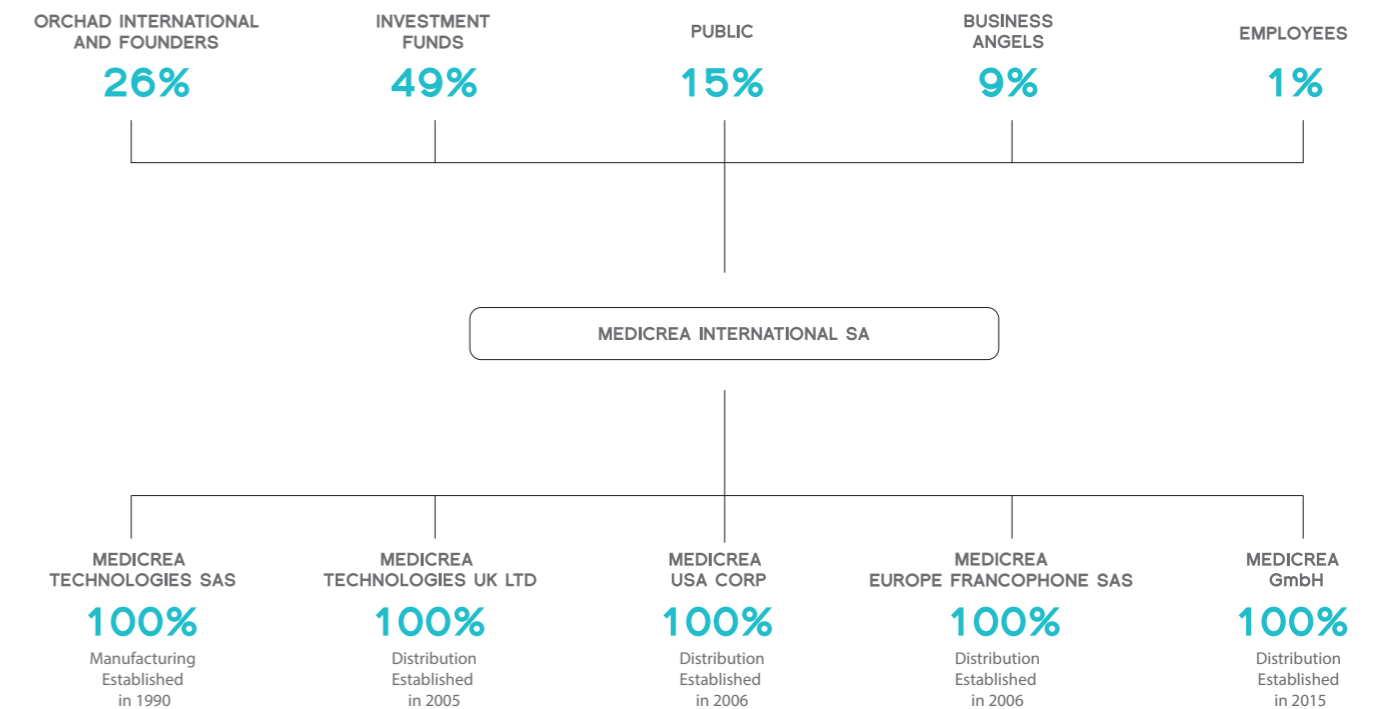 ORCHAD INTERNATIONAL
AND FOUNDERS
26%
INVESTMENT
FUNDS
49%
PUBLIC
15%
BUSINESS
ANGELS
9%
EMPLOYEES
1%
MEDICREA INTERNATIONAL SA
MEDICREA
TECHNOLOGIES SAS
100%
Manufacturing
Established
in 1990
MEDICREA
TECHNOLOGIES UK LTD
100%
Distribution
Established
in 2005
MEDICREA
USA CORP
100%
Distribution
Established
in 2006
MEDICREA
EUROPE FRANCOPHONE SAS
100%
Distribution
Established
in 2006
MEDICREA
GmbH
100%
Distribution
Established
in 2015